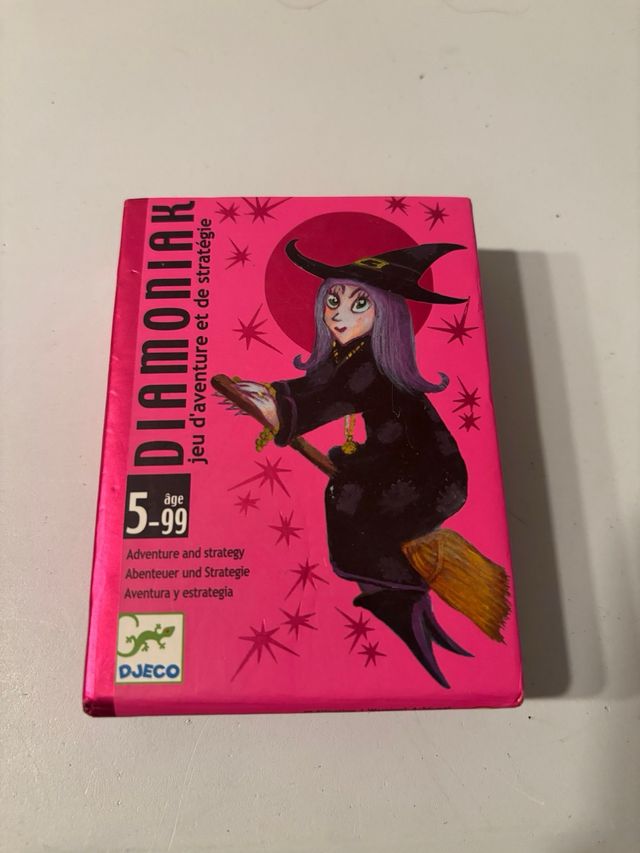 DIAMONIAK
jeu d'aventure et de stratégie
âge
5-99
Adventure and strategy
Abenteuer und Strategie
Aventura y estrategia
DJECO